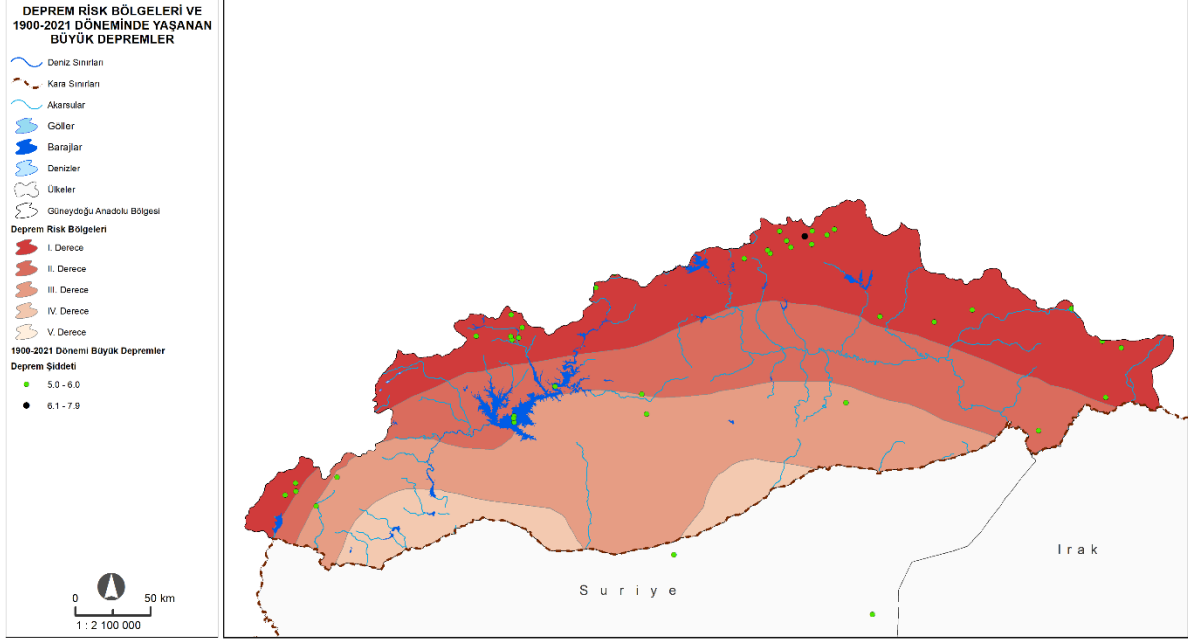 DEPREM RİSK BÖLGELERİ VE
1900-2021 DÖNEMİNDE YAŞANAN
BÜYÜK DEPREMLER
Deniz Sınırları
Kara Sınırları
Akarsular
Göller
Barajlar
Denizler
Ülkeler
Güneydoğu Anadolu Bölgesi
Deprem Risk Bölgeleri
I. Derece
II. Derece
III. Derece
IV. Derece
V. Derece
1900-2021 Dönemi Büyük Depremler
Deprem Şiddeti
5.0 - 6.0
6.1 - 7.9
0 50 km
1 : 2 100 000
Suriye
Irak